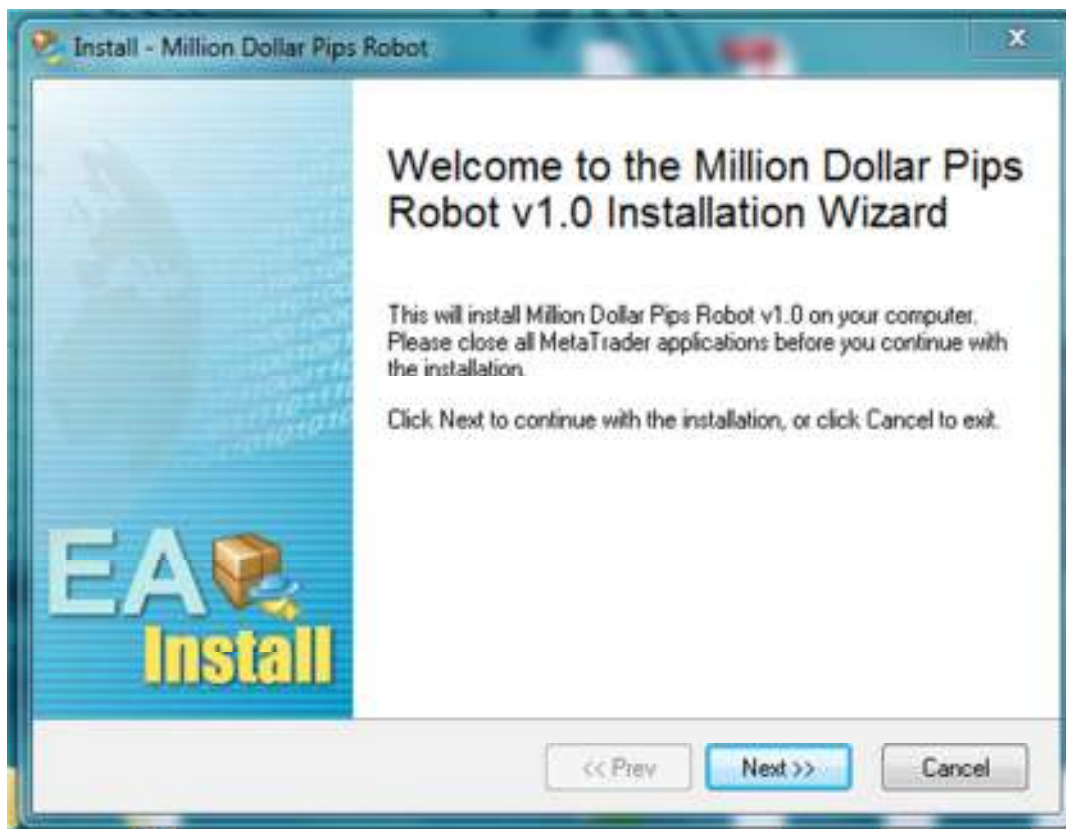 Install - Million Dollar Pips Robot
x
Welcome to the Million Dollar Pips
Robot v1.0 Installation Wizard
This will install Million Dollar Pips Robot v1.0 on your computer.
Please close all MetaTrader applications before you continue with
the installation.
Click Next to continue with the installation, or click Cancel to exit.
EA
Install
<< Prev
Next >>
Cancel